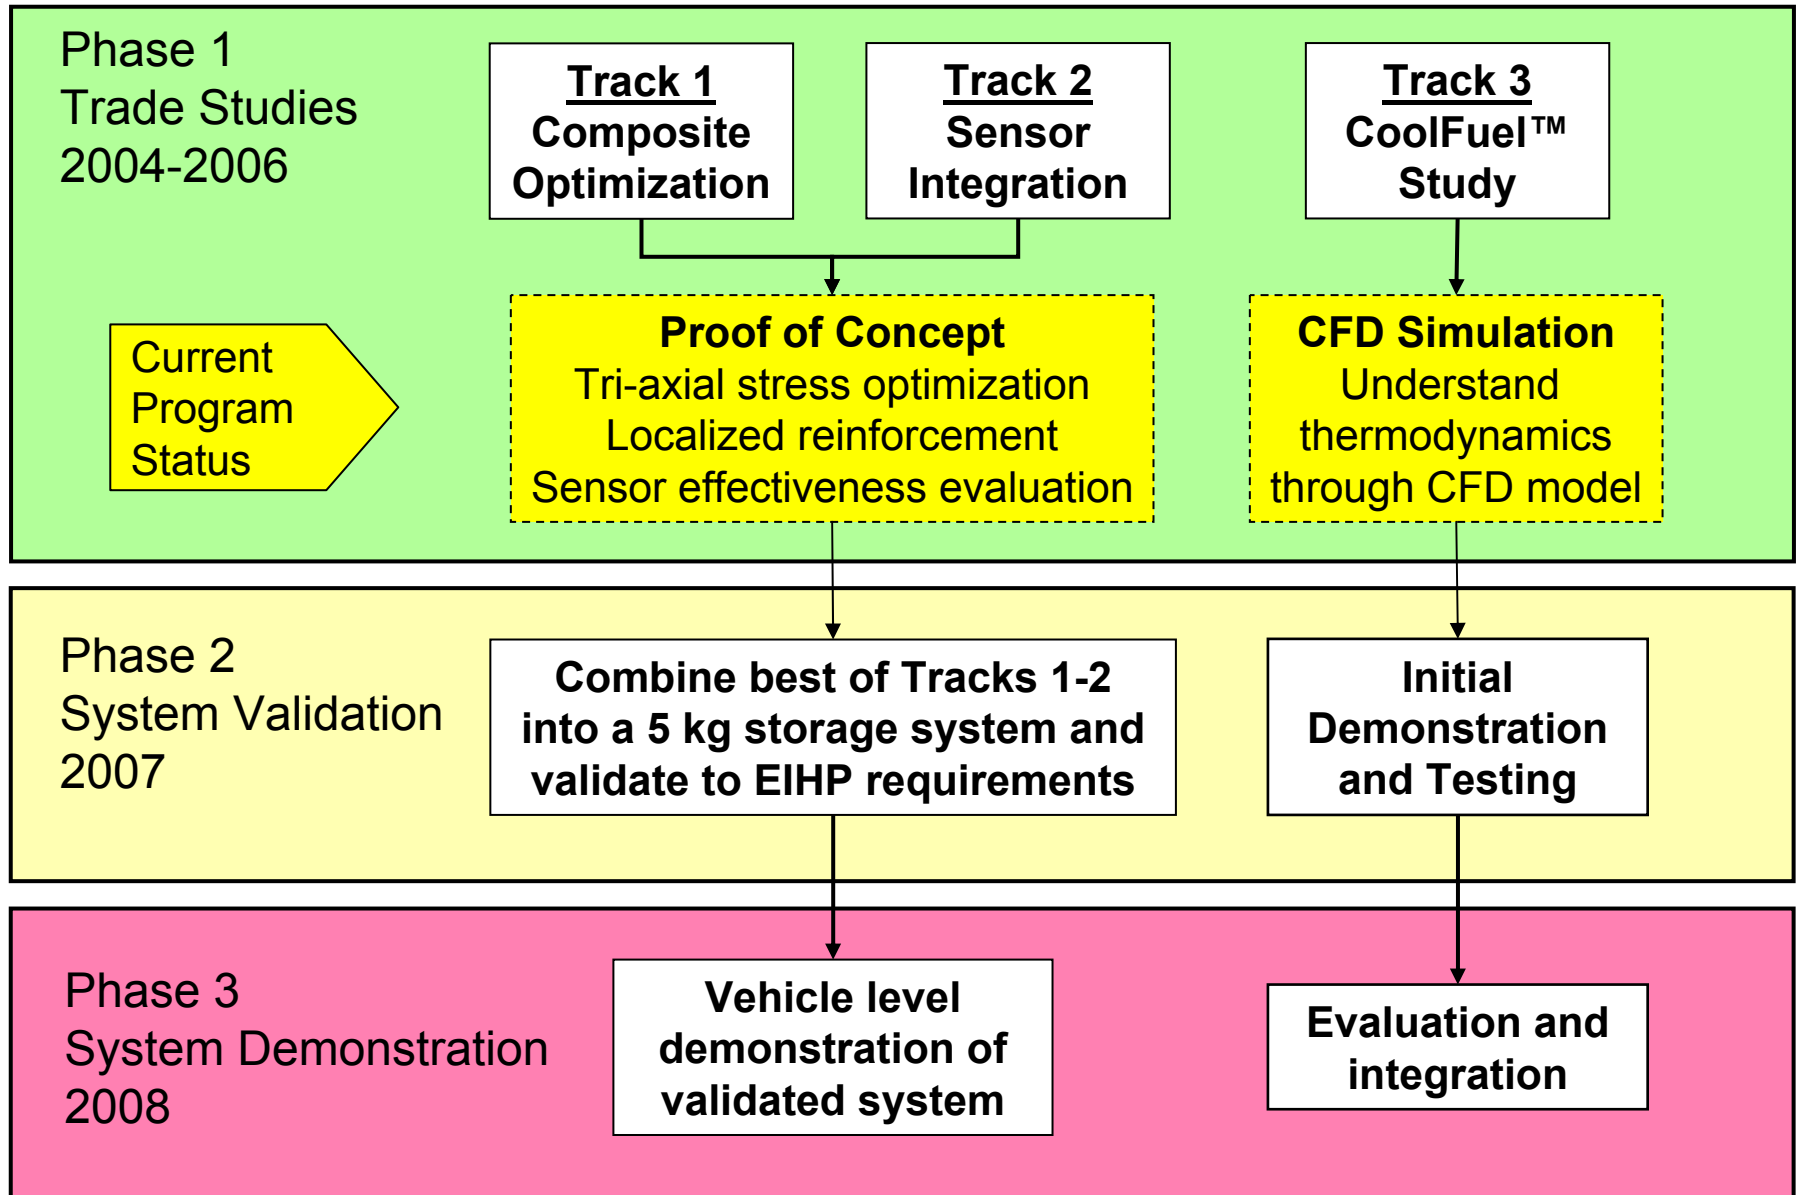 Phase 1
Trade Studies
2004-2006
Track 1
Composite
Optimization
Track 2
Sensor
Integration
Track 3
CoolFuel™
Study
Current
Program
Status
Proof of Concept
Tri-axial stress optimization
Localized reinforcement
Sensor effectiveness evaluation
CFD Simulation
Understand
thermodynamics
through CFD model
Phase 2
System Validation
2007
Combine best of Tracks 1-2
into a 5 kg storage system and
validate to EIHP requirements
Initial
Demonstration
and Testing
Phase 3
System Demonstration
2008
Vehicle level
demonstration of
validated system
Evaluation and
integration